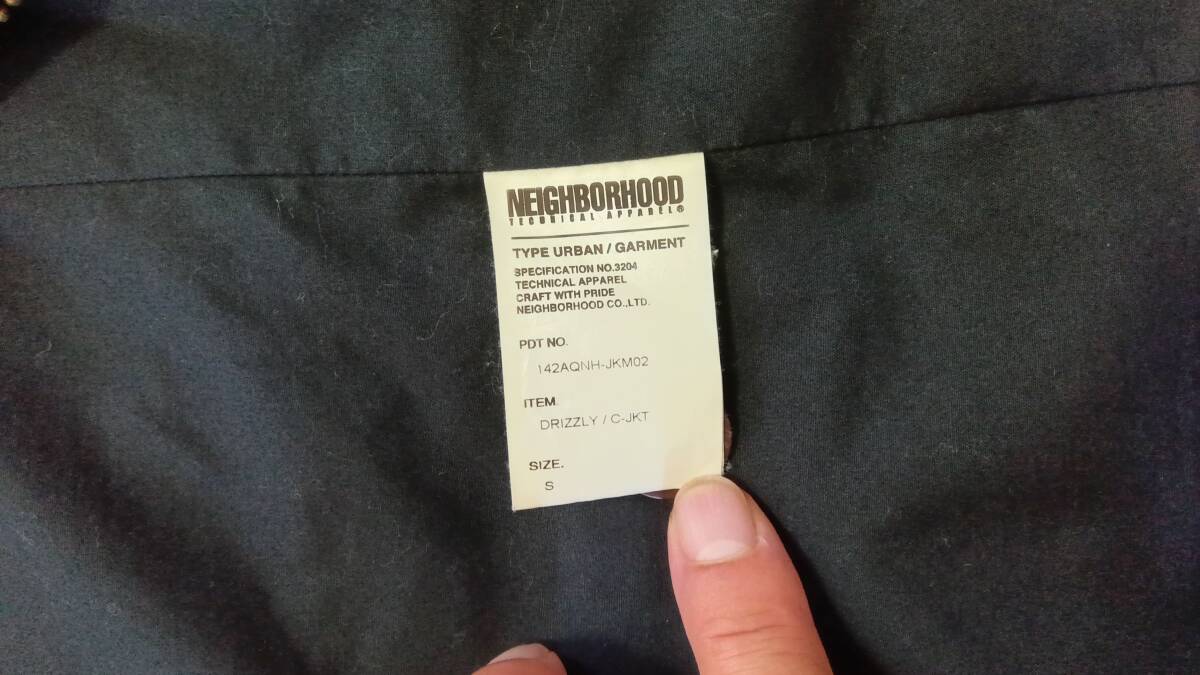 NEIGHBORHOOD
TECHNICAL APPAREL®
TYPE URBAN / GARMENT
SPECIFICATION NO.3204
TECHNICAL APPAREL
CRAFT WITH PRIDE
NEIGHBORHOOD CO.,LTD.
PDT NO.
142AQNH-JKM02
ITEM.
DRIZZLY / C-JKT
SIZE.
S